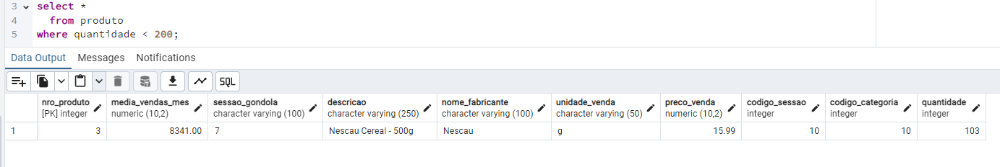 3 select *
4 from produto
5 where quantidade < 200;
Data Output Messages Notifications
SQL
nro_produto media_vendas_mes sessao_gondola descricao nome_fabricante unidade_venda preco_venda codigo_sessao codigo_categoria quantidade
[PK] integer numeric (10,2) character varying (100) character varying (250) character varying (100) character varying (50) numeric (10,2) integer integer integer
1 3 8341.00 7 Nescau Cereal - 500g Nescau g 15.99 10 10 103